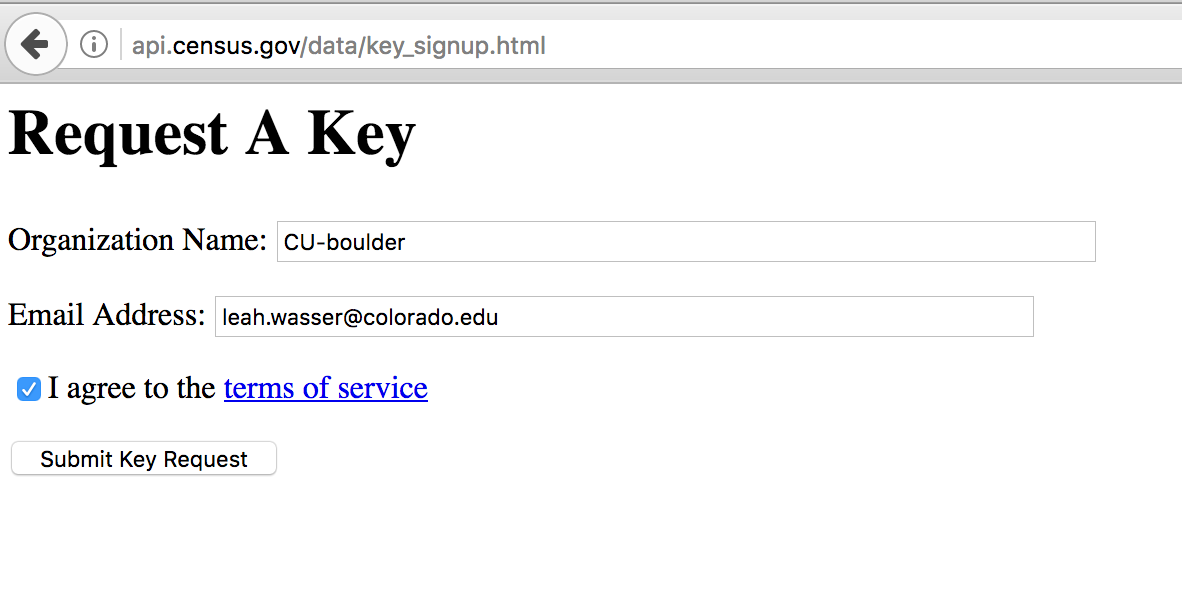 api.census.gov/data/key_signup.html
Request A Key
Organization Name: CU-boulder
Email Address: leah.wasser@colorado.edu
I agree to the terms of service
Submit Key Request